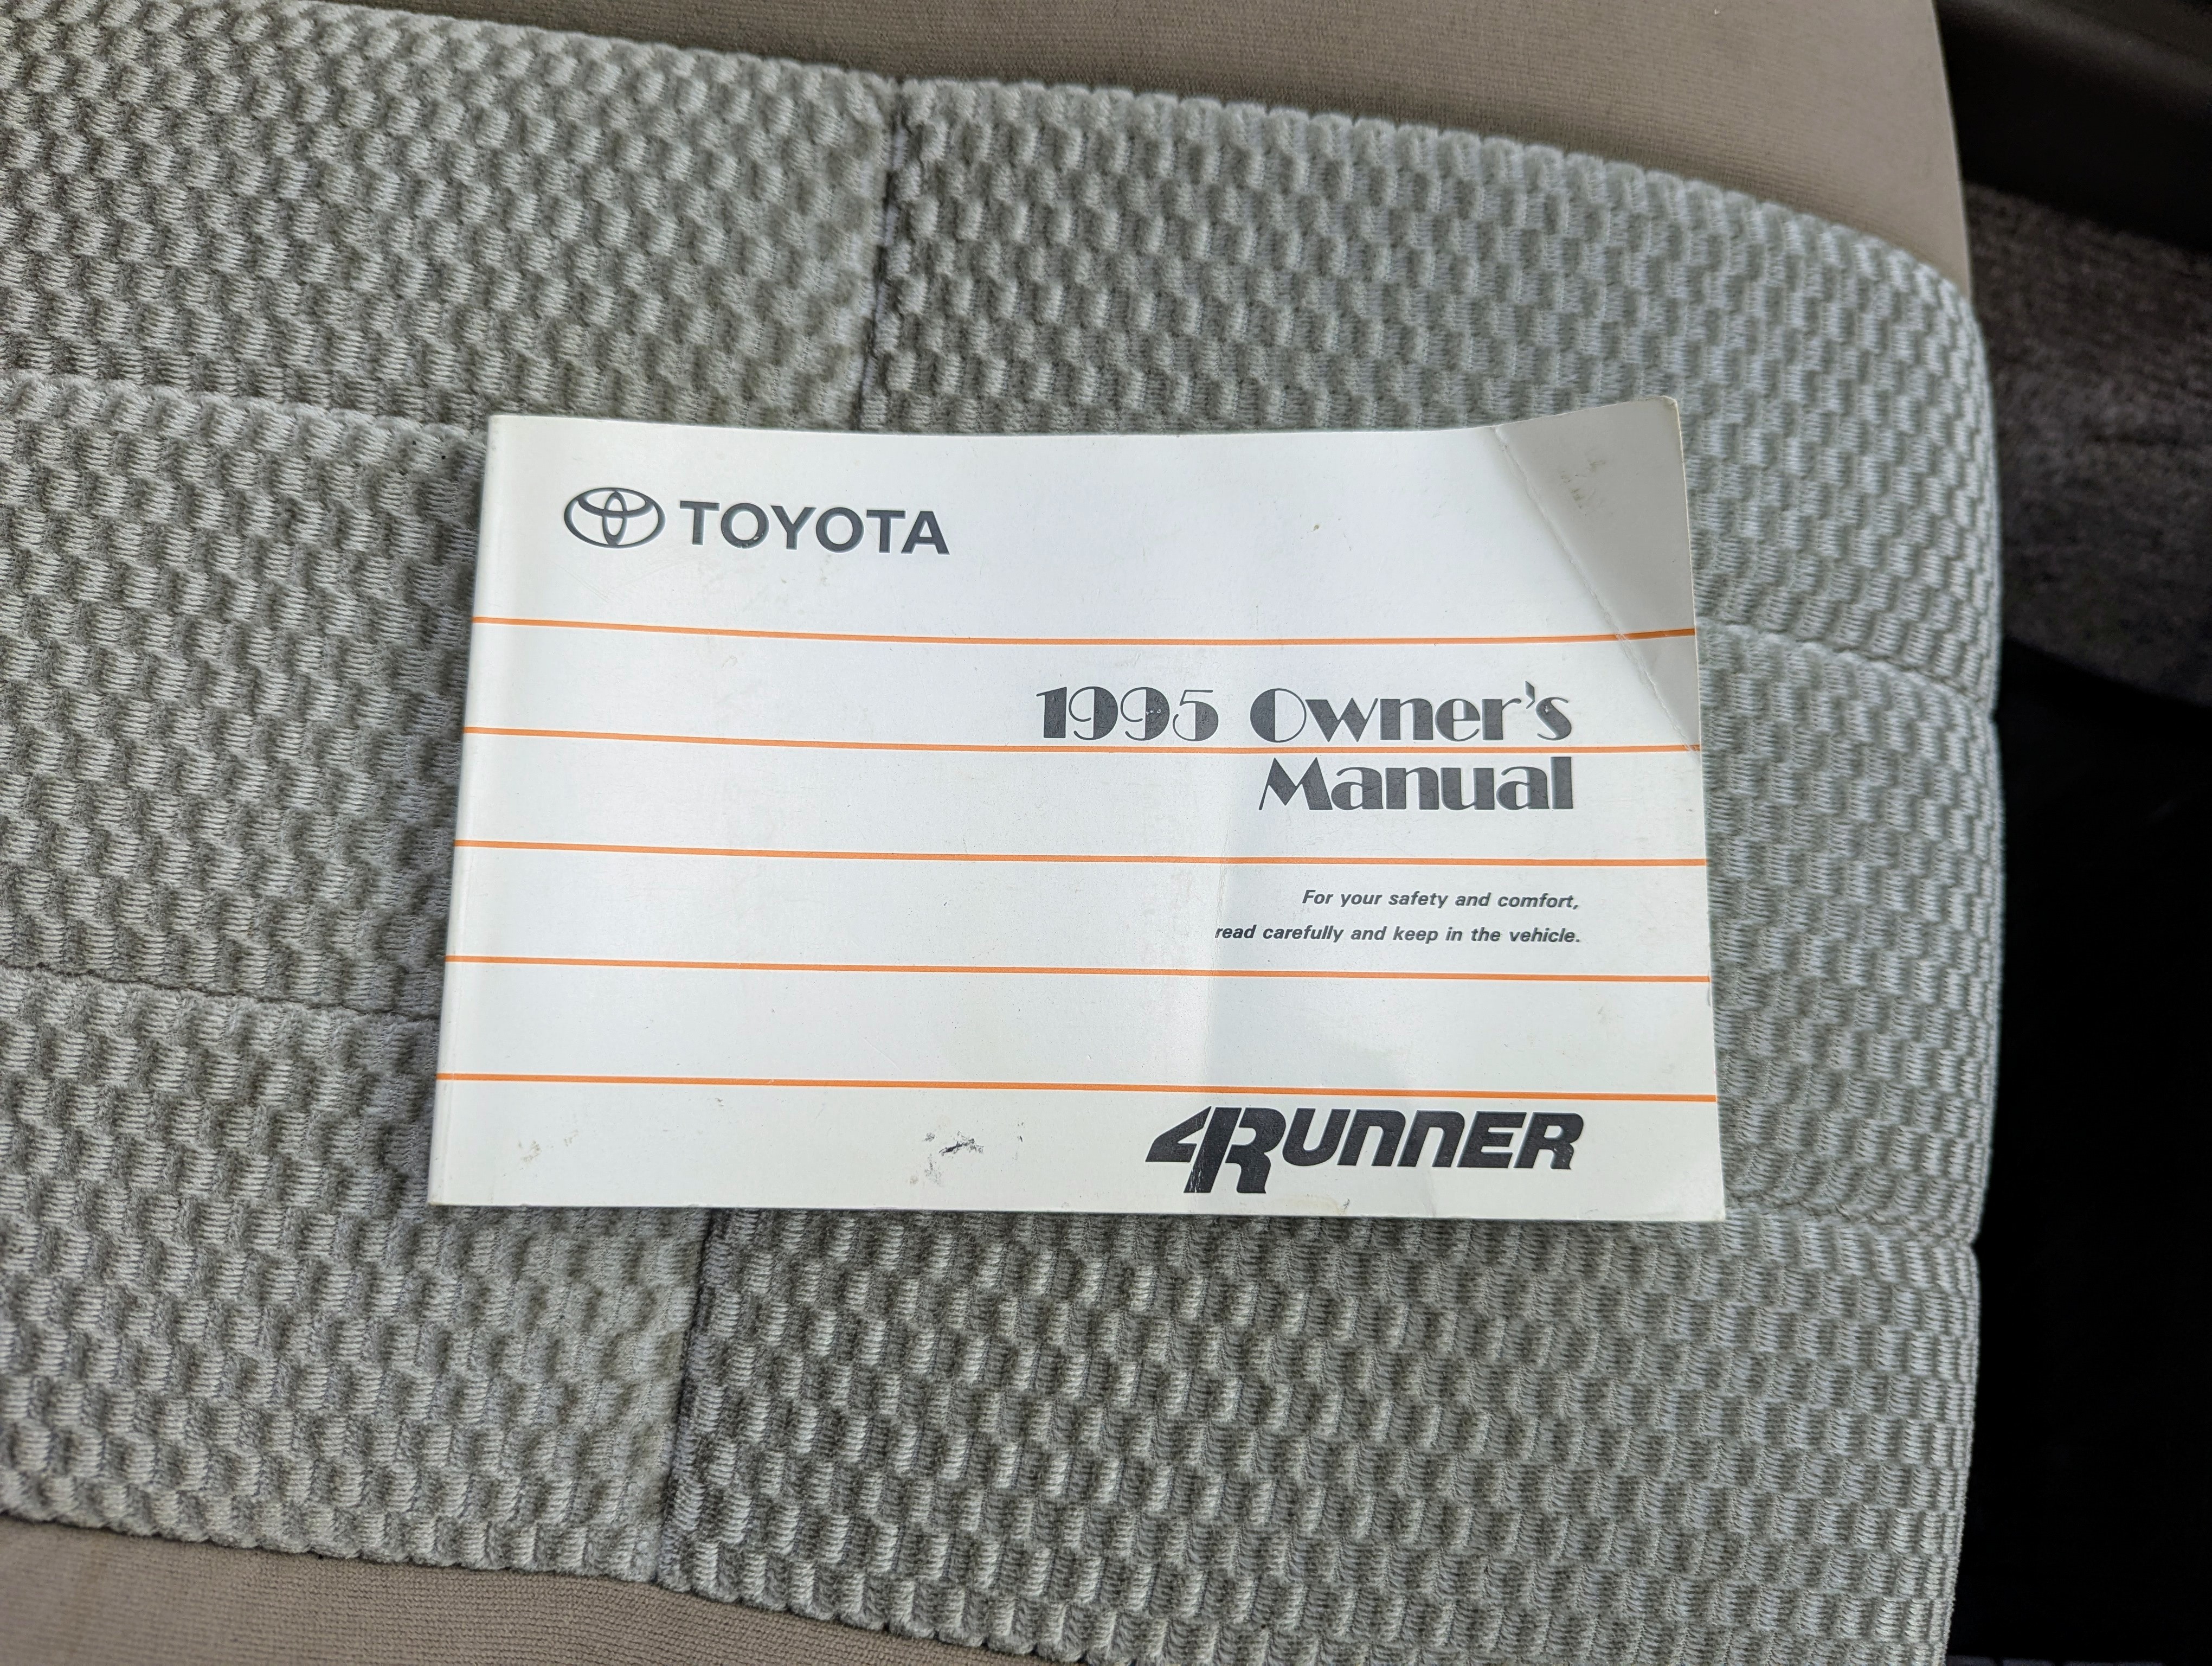 TOYOTA
1995 Owner's
Manual
For your safety and comfort,
read carefully and keep in the vehicle.
4RUNNER